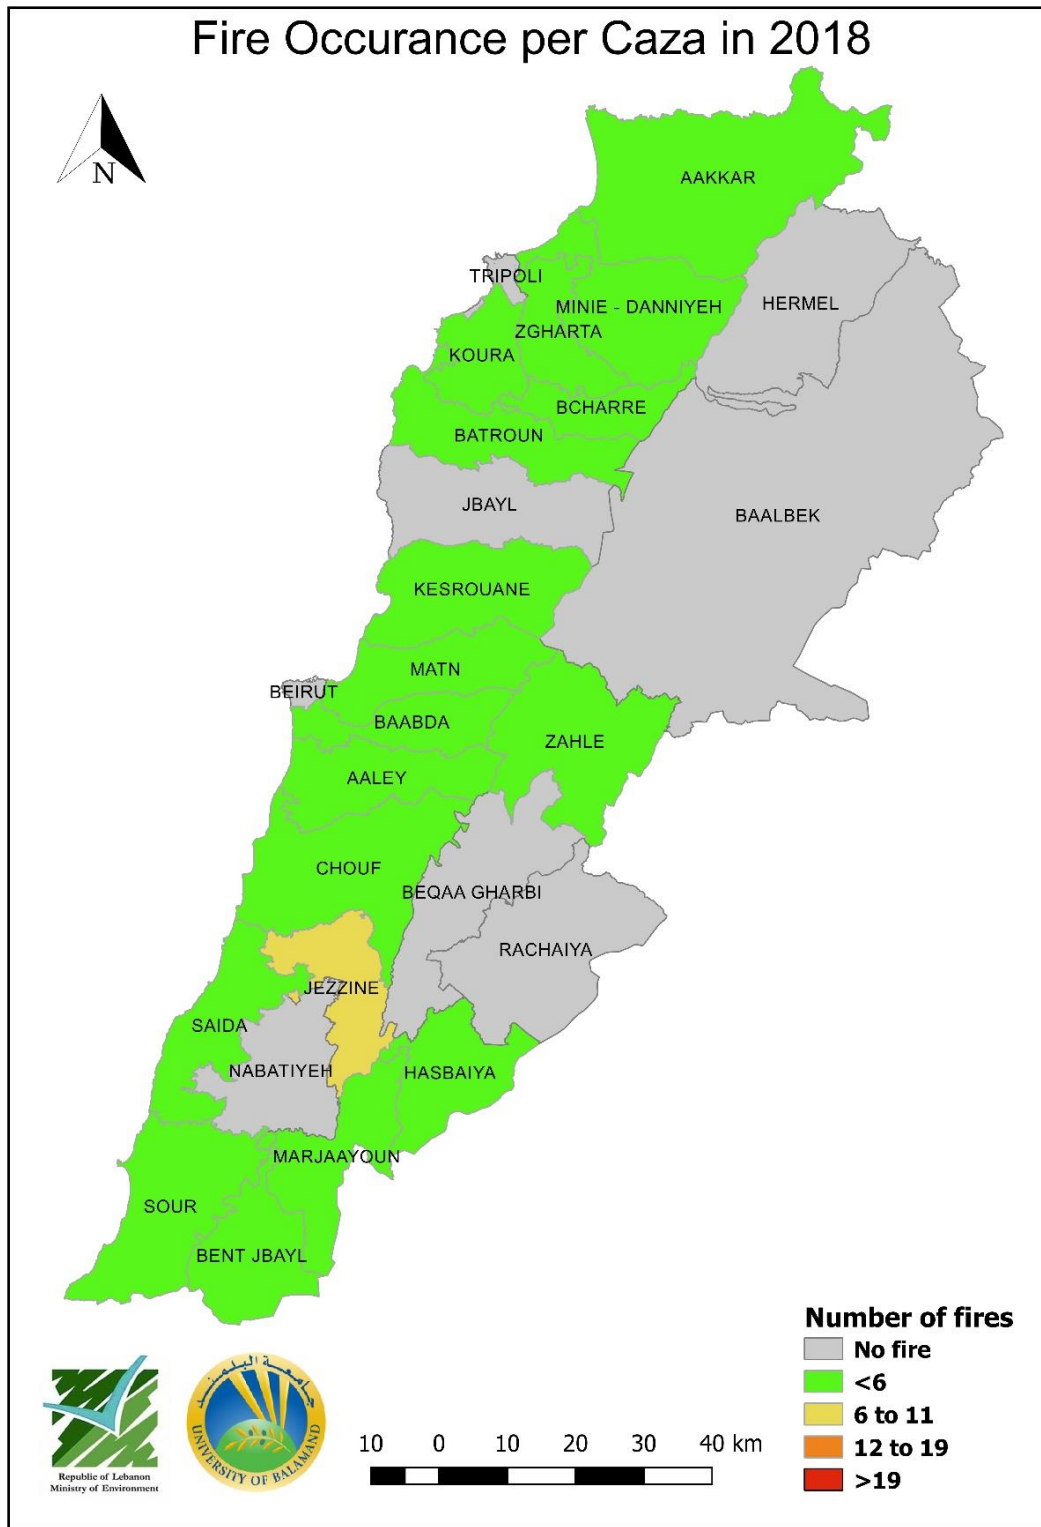 Fire Occurance per Caza in 2018
N
AAKKAR
TRIPOLI
HERMEL
MINIE - DANNIYEH
ZGHARTA
KOURA
BCHARRE
BATROUN
JBAYL
BAALBEK
KESROUANE
MATN
BEIRUT
BAABDA
ZAHLE
AALEY
CHOUF
BEQAA GHARBI
RACHAIYA
JEZZINE
SAIDA
NABATIYEH
HASBAIYA
MARJAAYOUN
SOUR
BENT JBAYL
Number of fires
No fire
<6
6 to 11
12 to 19
>19
Republic of Lebanon
Ministry of Environment
جامعة البلمند
UNIVERSITY OF BALAMAND
10 0 10 20 30 40 km